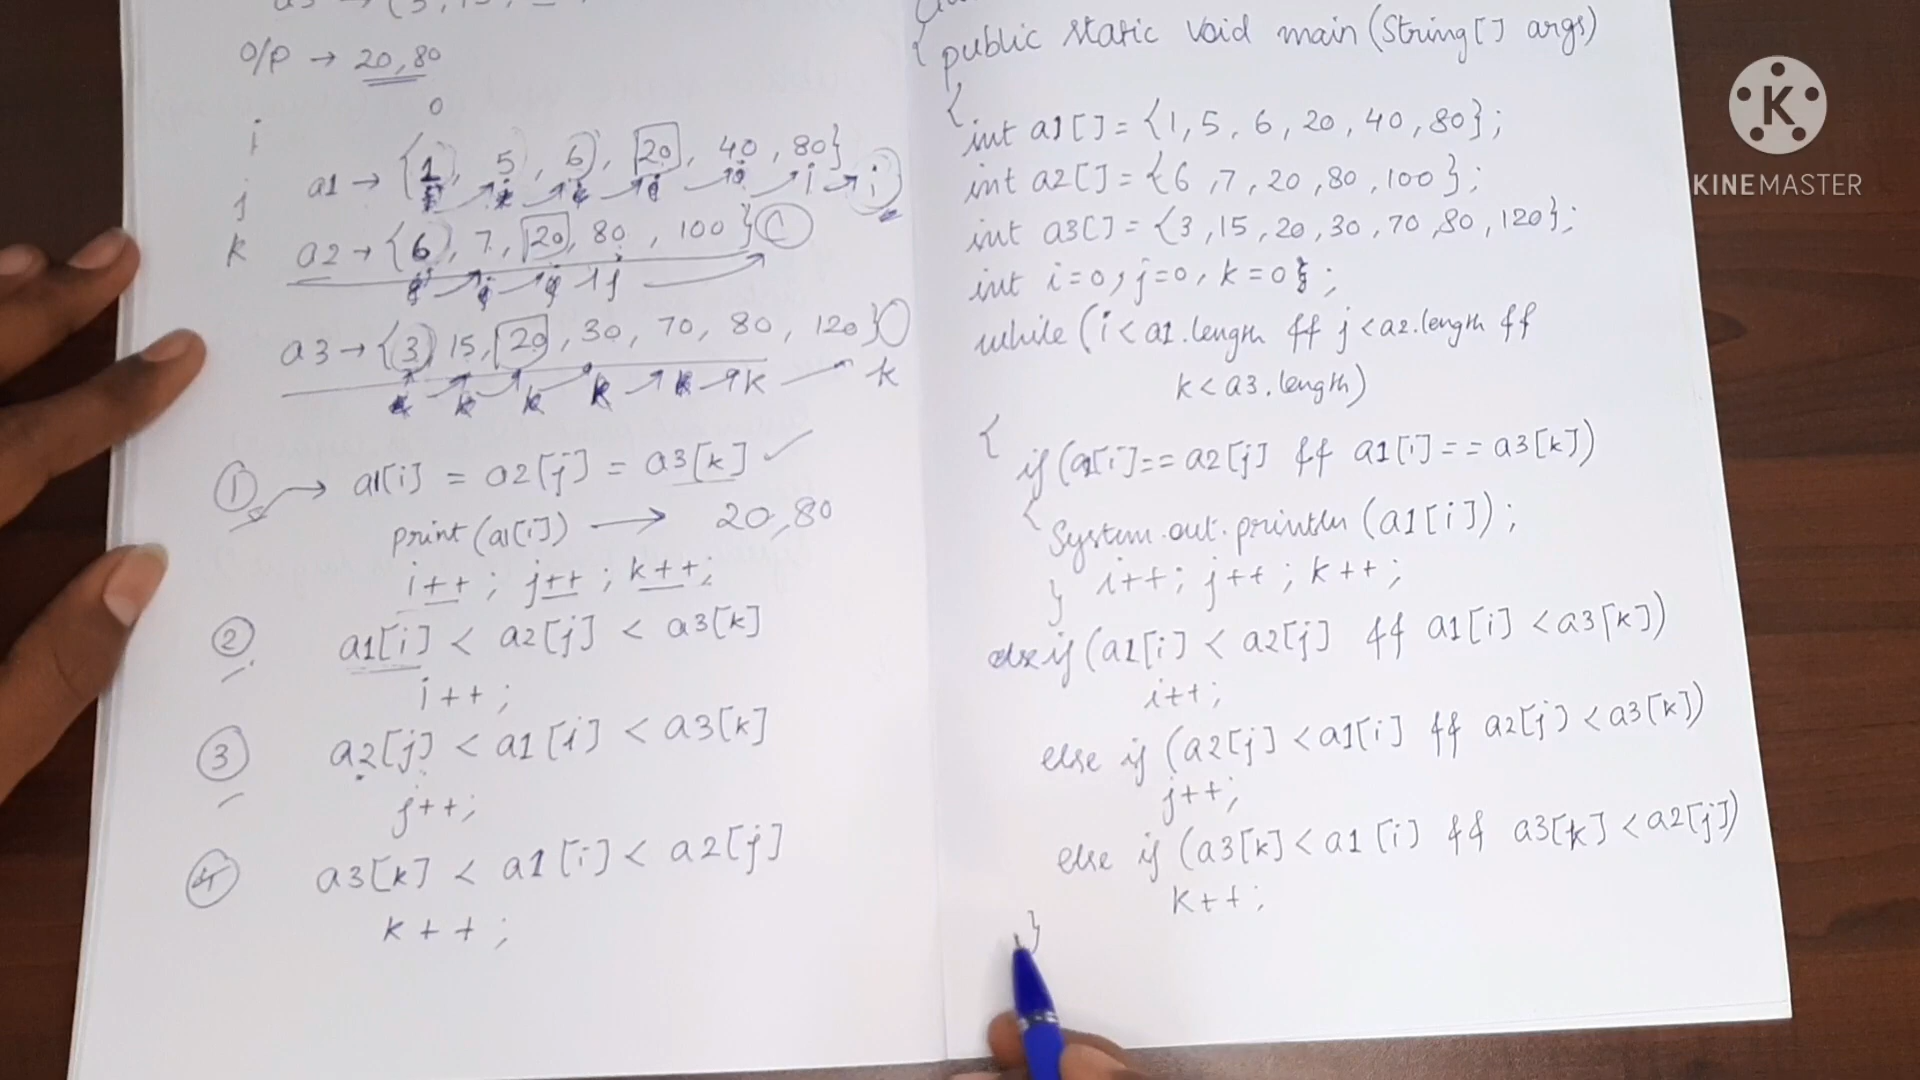 a3 → {3, 15,
O/P → 20, 80
0
i
a1 → {1, 5, 6, 20, 40, 80}
i i i i i i i
j
k
a2 → {6, 7, 20, 80, 100}
j j j j
a3 → {3, 15, 20, 30, 70, 80, 120}
k k k k k k k
① → a1[i] = a2[j] = a3[k] ✓
print(a1[i]) → 20, 80
i++; j++; k++;
② a1[i] < a2[j] < a3[k]
i++;
③ a2[j] < a1[i] < a3[k]
j++;
④ a3[k] < a1[i] < a2[j]
k++;
{ public static void main(String[] args)
{
int a1[] = {1, 5, 6, 20, 40, 80};
int a2[] = {6, 7, 20, 80, 100};
int a3[] = {3, 15, 20, 30, 70, 80, 120};
int i=0, j=0, k=0;
while (i < a1.length && j < a2.length &&
k < a3.length)
{
if (a1[i] == a2[j] && a1[i] == a3[k])
{ System.out.println(a1[i]);
} i++; j++; k++;
else if (a1[i] < a2[j] && a1[i] < a3[k])
i++;
else if (a2[j] < a1[i] && a2[j] < a3[k])
j++;
else if (a3[k] < a1[i] && a3[k] < a2[j])
k++;
}
K
KINEMASTER